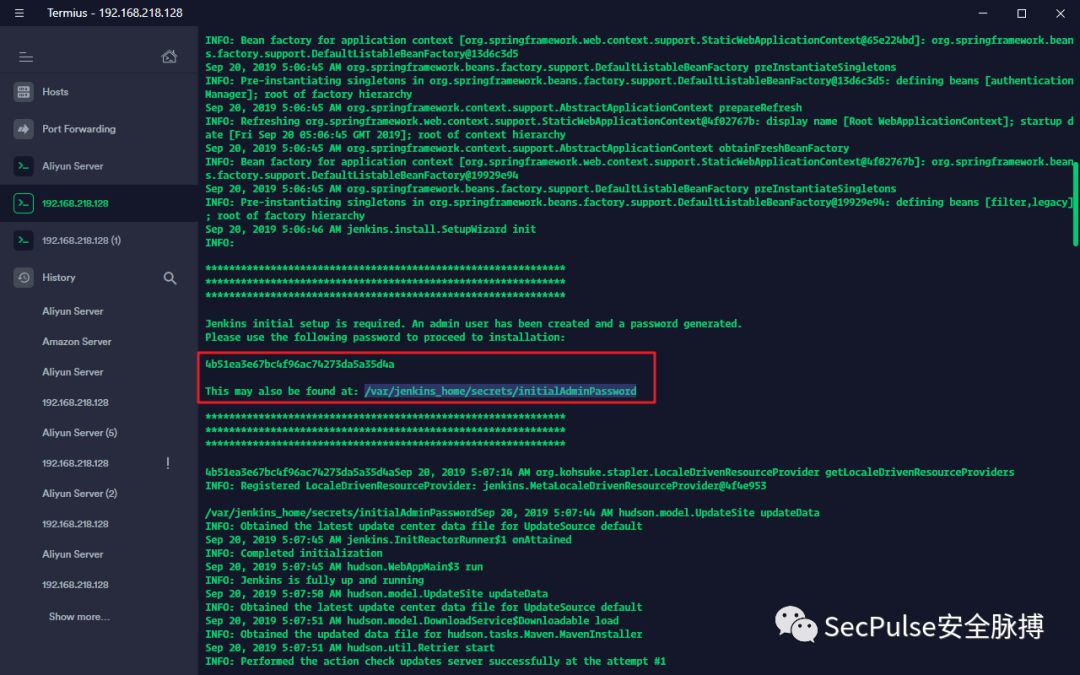 Termius - 192.168.218.128
Hosts
Port Forwarding
Aliyun Server
192.168.218.128
192.168.218.128 (1)
History
Aliyun Server
Amazon Server
Aliyun Server
192.168.218.128
Aliyun Server (5)
192.168.218.128 !
Aliyun Server (2)
192.168.218.128
Aliyun Server
192.168.218.128
Show more...
INFO: Bean factory for application context [org.springframework.web.context.support.StaticWebApplicationContext@65e224bd]: org.springframework.bean
s.factory.support.DefaultListableBeanFactory@13d6c3d5
Sep 20, 2019 5:06:45 AM org.springframework.beans.factory.support.DefaultListableBeanFactory preInstantiateSingletons
INFO: Pre-instantiating singletons in org.springframework.beans.factory.support.DefaultListableBeanFactory@13d6c3d5: defining beans [authentication
Manager]; root of factory hierarchy
Sep 20, 2019 5:06:45 AM org.springframework.context.support.AbstractApplicationContext prepareRefresh
INFO: Refreshing org.springframework.web.context.support.StaticWebApplicationContext@4f02767b: display name [Root WebApplicationContext]; startup d
ate [Fri Sep 20 05:06:45 GMT 2019]; root of context hierarchy
Sep 20, 2019 5:06:45 AM org.springframework.context.support.AbstractApplicationContext obtainFreshBeanFactory
INFO: Bean factory for application context [org.springframework.web.context.support.StaticWebApplicationContext@4f02767b]: org.springframework.bean
s.factory.support.DefaultListableBeanFactory@19929e94
Sep 20, 2019 5:06:45 AM org.springframework.beans.factory.support.DefaultListableBeanFactory preInstantiateSingletons
INFO: Pre-instantiating singletons in org.springframework.beans.factory.support.DefaultListableBeanFactory@19929e94: defining beans [filter,legacy]
; root of factory hierarchy
Sep 20, 2019 5:06:46 AM jenkins.install.SetupWizard init
INFO:
*************************************************************
*************************************************************
*************************************************************
Jenkins initial setup is required. An admin user has been created and a password generated.
Please use the following password to proceed to installation:
4b51ea3e67bc4f96ac74273da5a35d4a
This may also be found at: /var/jenkins_home/secrets/initialAdminPassword
*************************************************************
*************************************************************
*************************************************************
4b51ea3e67bc4f96ac74273da5a35d4aSep 20, 2019 5:07:14 AM org.kohsuke.stapler.LocaleDrivenResourceProvider getLocaleDrivenResourceProviders
INFO: Registered LocaleDrivenResourceProvider: jenkins.MetaLocaleDrivenResourceProvider@4f4e953
/var/jenkins_home/secrets/initialAdminPasswordSep 20, 2019 5:07:44 AM hudson.model.UpdateSite updateData
INFO: Obtained the latest update center data file for UpdateSource default
Sep 20, 2019 5:07:45 AM jenkins.InitReactorRunner$1 onAttained
INFO: Completed initialization
Sep 20, 2019 5:07:45 AM hudson.WebAppMain$3 run
INFO: Jenkins is fully up and running
Sep 20, 2019 5:07:50 AM hudson.model.UpdateSite updateData
INFO: Obtained the latest update center data file for UpdateSource default
Sep 20, 2019 5:07:51 AM hudson.model.DownloadService$Downloadable load
INFO: Obtained the updated data file for hudson.tasks.Maven.MavenInstaller
Sep 20, 2019 5:07:51 AM hudson.util.Retrier start
INFO: Performed the action check updates server successfully at the attempt #1
SecPulse安全脉搏